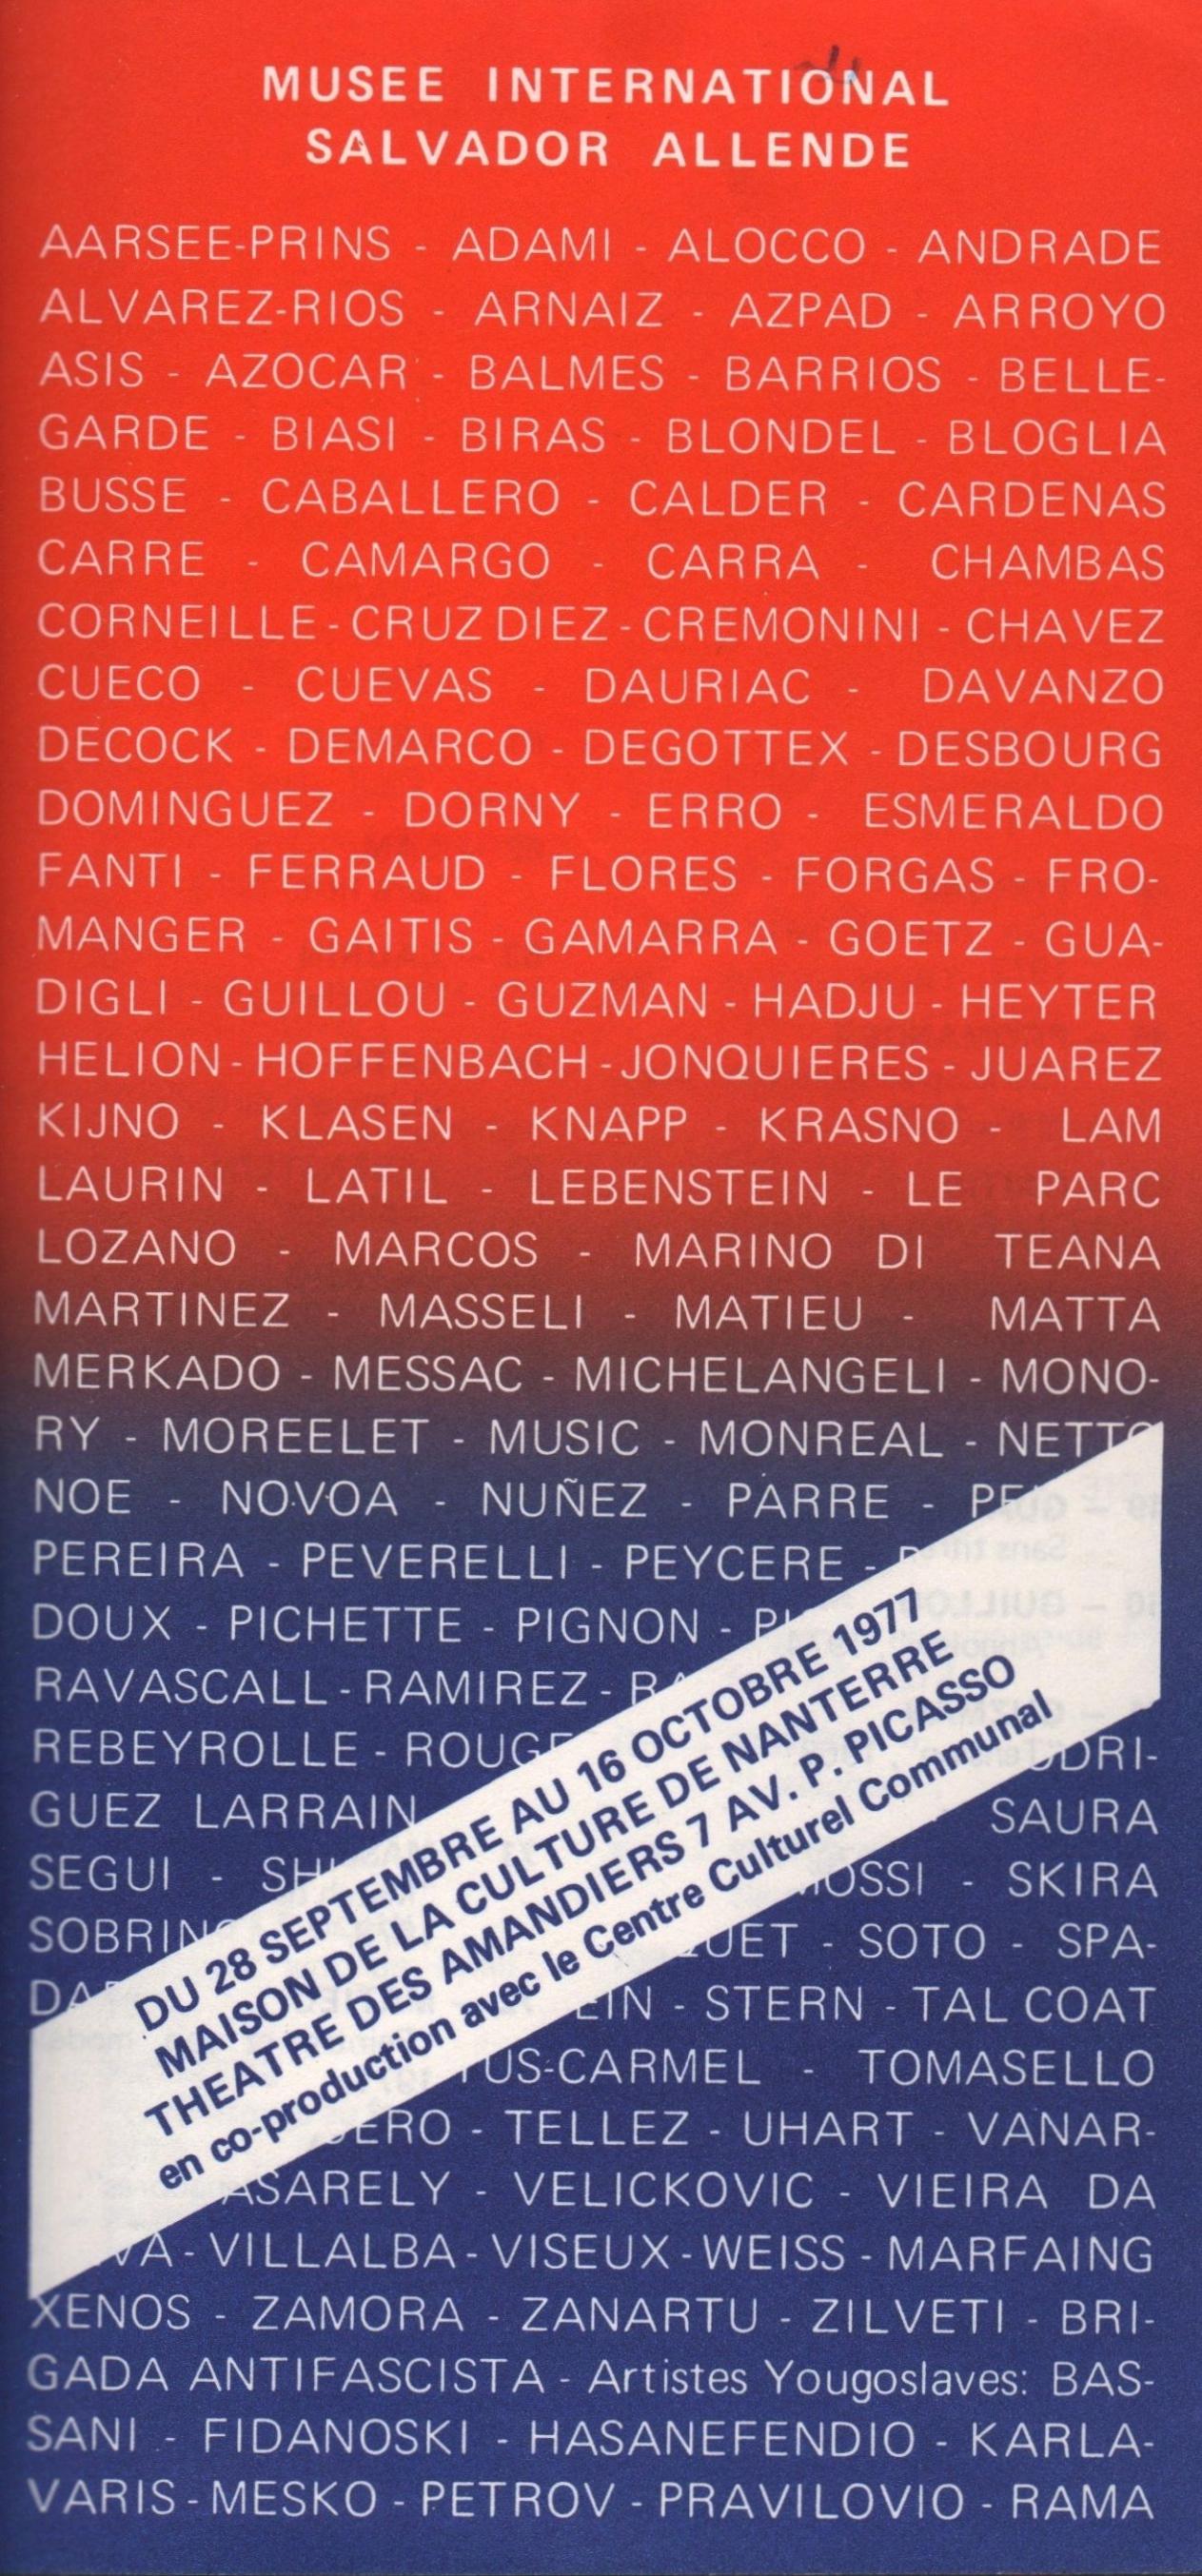 MUSEE INTERNATIONAL
SALVADOR ALLENDE
AARSEE-PRINS - ADAMI - ALOCCO - ANDRADE
ALVAREZ-RIOS - ARNAIZ - AZPAD - ARROYO
ASIS - AZOCAR - BALMES - BARRIOS - BELLE-
GARDE - BIASI - BIRAS - BLONDEL - BLOGLIA
BUSSE - CABALLERO - CALDER - CARDENAS
CARRE - CAMARGO - CARRA - CHAMBAS
CORNEILLE - CRUZ DIEZ - CREMONINI - CHAVEZ
CUECO - CUEVAS - DAURIAC - DAVANZO
DECOCK - DEMARCO - DEGOTTEX - DESBOURG
DOMINGUEZ - DORNY - ERRO - ESMERALDO
FANTI - FERRAUD - FLORES - FORGAS - FRO-
MANGER - GAITIS - GAMARRA - GOETZ - GUA-
DIGLI - GUILLOU - GUZMAN - HADJU - HEYTER
HELION - HOFFENBACH - JONQUIERES - JUAREZ
KIJNO - KLASEN - KNAPP - KRASNO - LAM
LAURIN - LATIL - LEBENSTEIN - LE PARC
LOZANO - MARCOS - MARINO DI TEANA
MARTINEZ - MASSELI - MATIEU - MATTA
MERKADO - MESSAC - MICHELANGELI - MONO-
RY - MOREELET - MUSIC - MONREAL - NETTO
NOE - NOVOA - NUÑEZ - PARRE -
PEREIRA - PEVERELLI - PEYCERE -
DOUX - PICHETTE - PIGNON -
RAVASCALL - RAMIREZ -
REBEYROLLE - DRI-
GUEZ LARRAIN SAURA
SEGUI - OSSI - SKIRA
UET - SOTO - SPA-
EIN - STERN - TAL COAT
US-CARMEL - TOMASELLO
ERO - TELLEZ - UHART - VANAR-
ASARELY - VELICKOVIC - VIEIRA DA
VA - VILLALBA - VISEUX - WEISS - MARFAING
XENOS - ZAMORA - ZANARTU - ZILVETI - BRI-
GADA ANTIFASCISTA - Artistes Yougoslaves: BAS-
SANI - FIDANOSKI - HASANEFENDIO - KARLA-
VARIS - MESKO - PETROV - PRAVILOVIO - RAMA
DU 28 SEPTEMBRE AU 16 OCTOBRE 1977
MAISON DE LA CULTURE DE NANTERRE
THEATRE DES AMANDIERS 7 AV. P. PICASSO
en co-production avec le Centre Culturel Communal